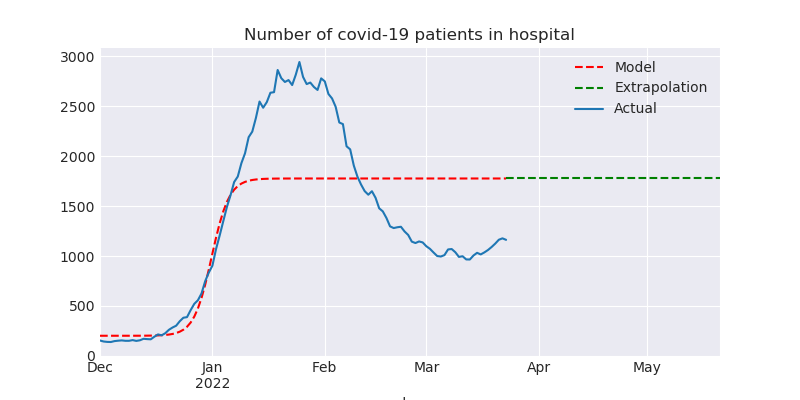 Number of covid-19 patients in hospital
3000
2500
2000
1500
1000
500
0
Model
Extrapolation
Actual
Dec
Jan
2022
Feb
Mar
Apr
May